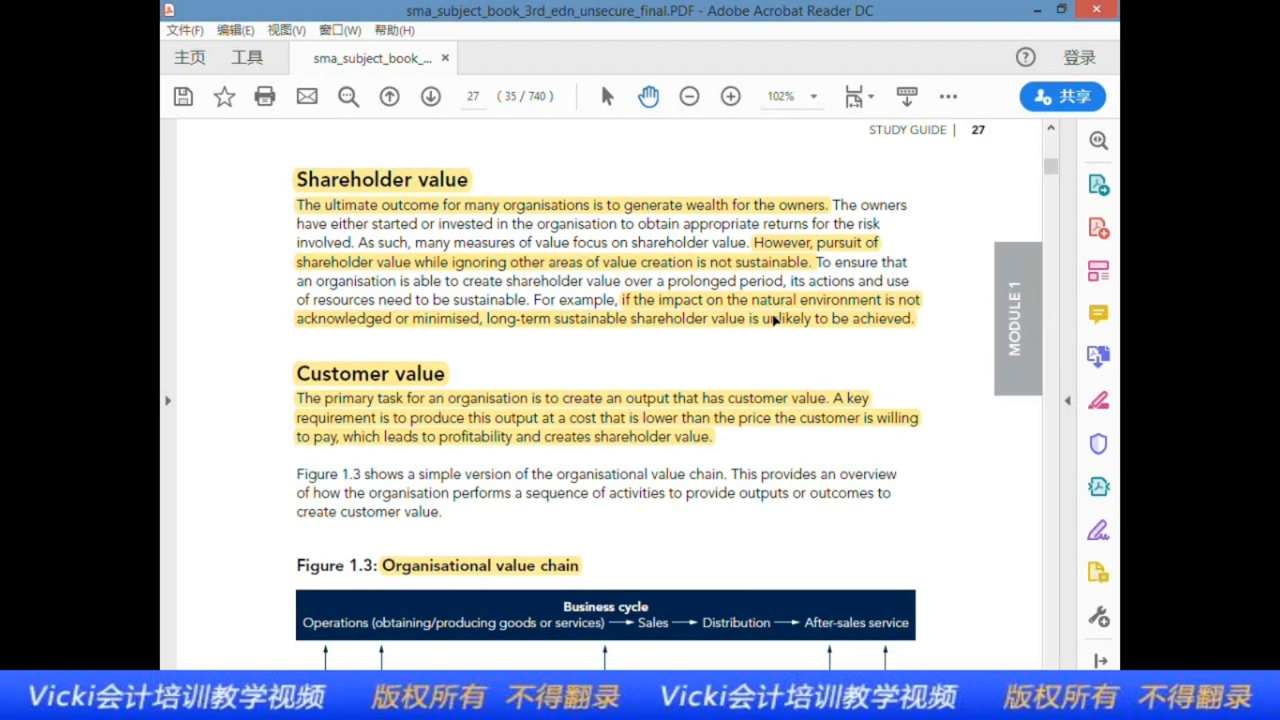 sma_subject_book_3rd_edn_unsecure_final.PDF - Adobe Acrobat Reader DC
文件(F) 编辑(E) 视图(V) 窗口(W) 帮助(H)
主页 工具 sma_subject_book_... × 登录
27 ( 35 / 740 ) 102% 共享
STUDY GUIDE | 27
Shareholder value
The ultimate outcome for many organisations is to generate wealth for the owners. The owners
have either started or invested in the organisation to obtain appropriate returns for the risk
involved. As such, many measures of value focus on shareholder value. However, pursuit of
shareholder value while ignoring other areas of value creation is not sustainable. To ensure that
an organisation is able to create shareholder value over a prolonged period, its actions and use
of resources need to be sustainable. For example, if the impact on the natural environment is not
acknowledged or minimised, long-term sustainable shareholder value is unlikely to be achieved.
MODULE 1
Customer value
The primary task for an organisation is to create an output that has customer value. A key
requirement is to produce this output at a cost that is lower than the price the customer is willing
to pay, which leads to profitability and creates shareholder value.
Figure 1.3 shows a simple version of the organisational value chain. This provides an overview
of how the organisation performs a sequence of activities to provide outputs or outcomes to
create customer value.
Figure 1.3: Organisational value chain
Business cycle
Operations (obtaining/producing goods or services) → Sales → Distribution → After-sales service
Vicki会计培训教学视频 版权所有 不得翻录 Vicki会计培训教学视频 版权所有 不得翻录